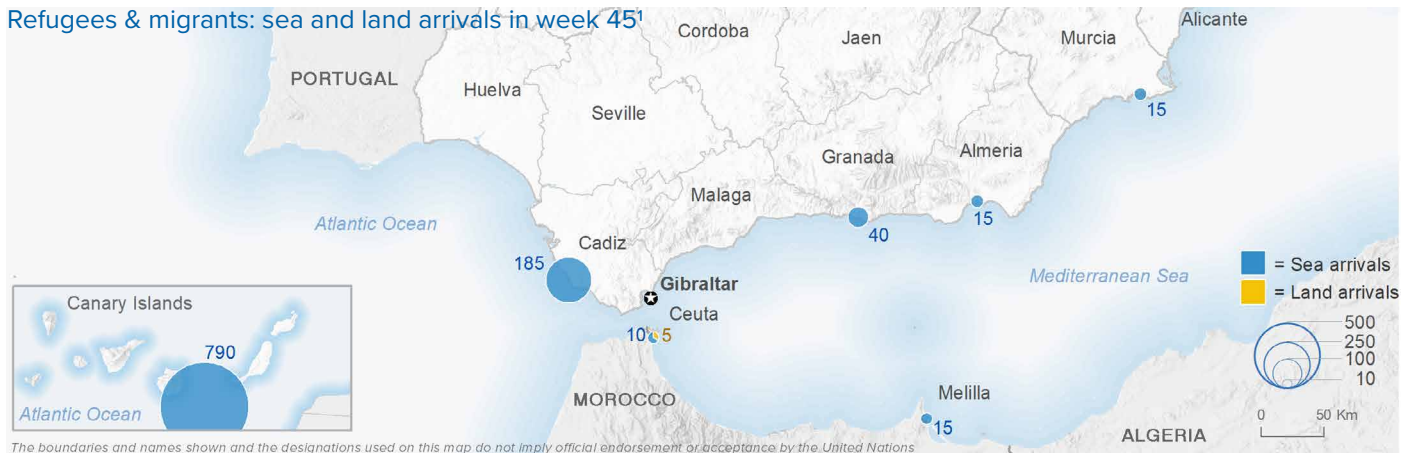 Refugees & migrants: sea and land arrivals in week 45¹
Alicante
Cordoba
Jaen
Murcia
PORTUGAL
Huelva
Seville
15
Granada
Almeria
Malaga
Atlantic Ocean
15
40
Cadiz
185
Mediterranean Sea
Gibraltar
Ceuta
10
5
= Sea arrivals
= Land arrivals
500
250
100
10
0 50 Km
Canary Islands
790
Atlantic Ocean
MOROCCO
Melilla
15
ALGERIA
The boundaries and names shown and the designations used on this map do not imply official endorsement or acceptance by the United Nations